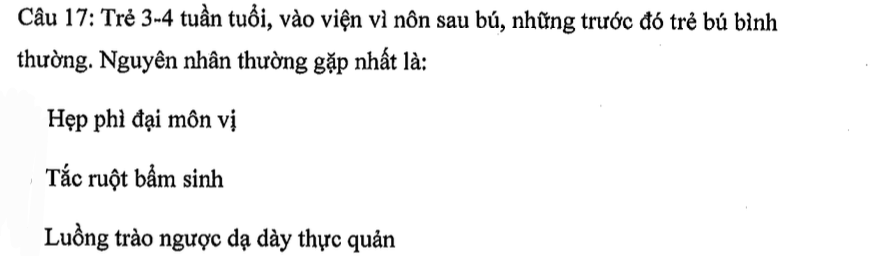 Câu 17: Trẻ 3-4 tuần tuổi, vào viện vì nôn sau bú, những trước đó trẻ bú bình
thường. Nguyên nhân thường gặp nhất là:
Hẹp phì đại môn vị
Tắc ruột bẩm sinh
Luồng trào ngược dạ dày thực quản